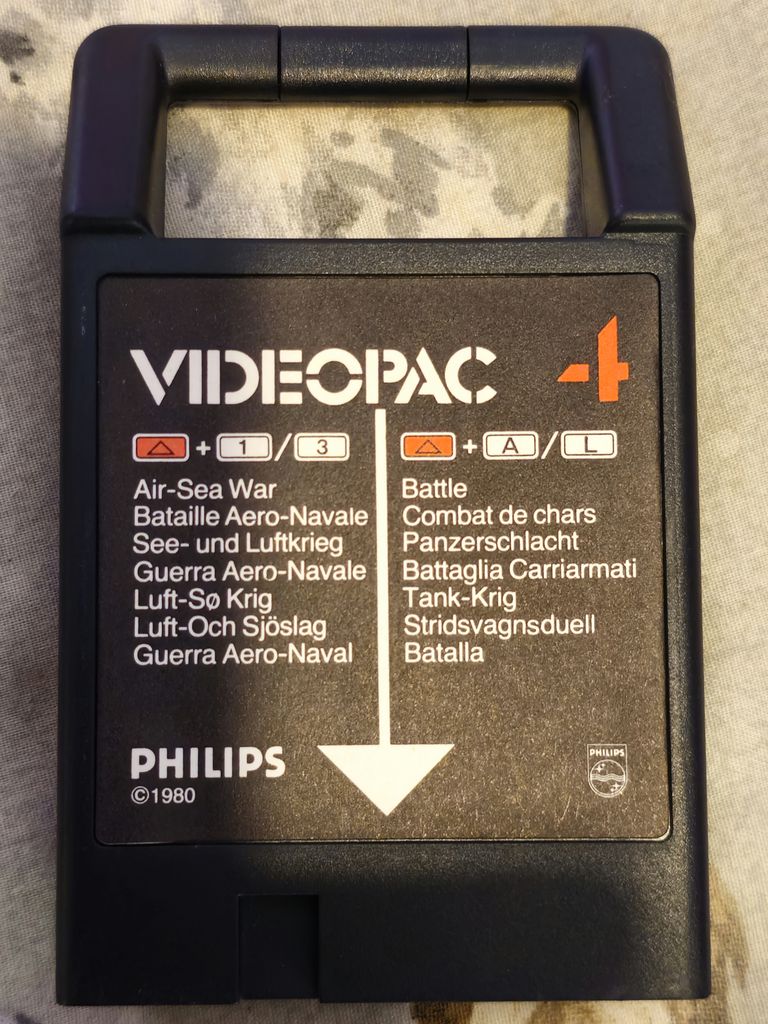 VIDEOPAC 4
△ + 1 / 3
Air-Sea War
Bataille Aero-Navale
See- und Luftkrieg
Guerra Aero-Navale
Luft-Sø Krig
Luft-Och Sjöslag
Guerra Aero-Naval
△ + A / L
Battle
Combat de chars
Panzerschlacht
Battaglia Carriarmati
Tank-Krig
Stridsvagnsduell
Batalla
PHILIPS
©1980
PHILIPS